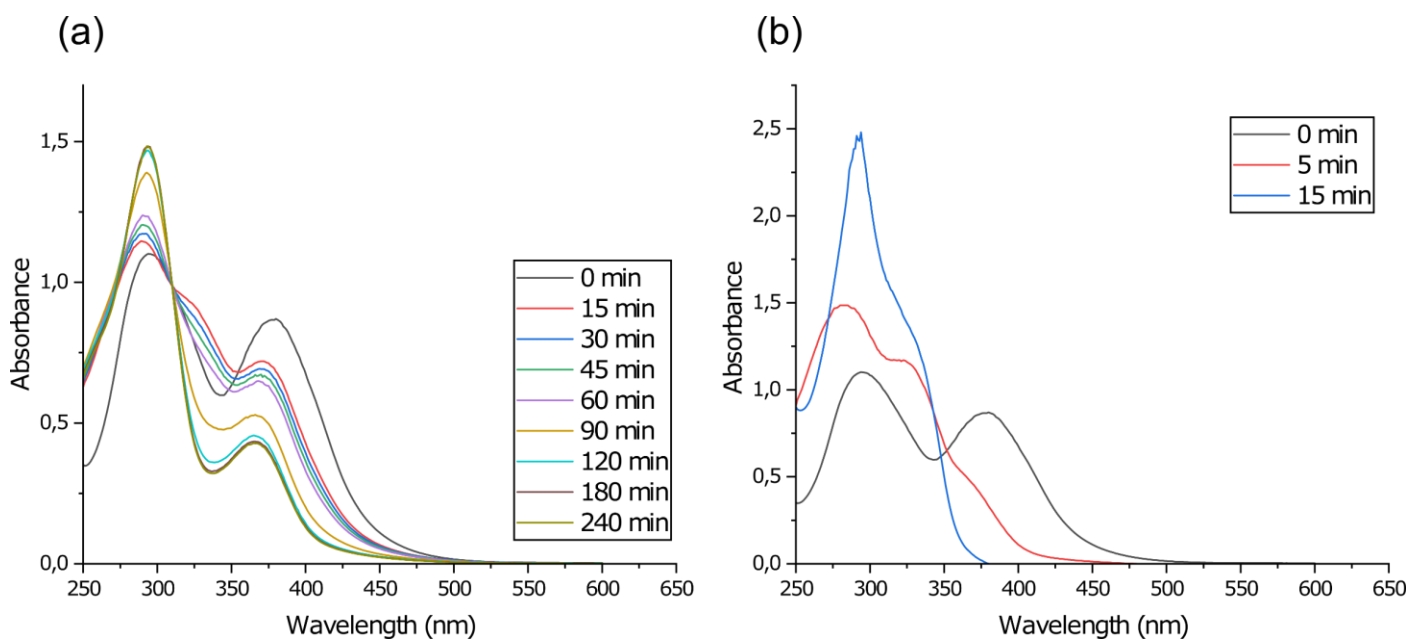 (a)
Absorbance
1,5
1,0
0,5
0,0
250 300 350 400 450 500 550 600 650
Wavelength (nm)
0 min
15 min
30 min
45 min
60 min
90 min
120 min
180 min
240 min
(b)
Absorbance
2,5
2,0
1,5
1,0
0,5
0,0
250 300 350 400 450 500 550 600 650
Wavelength (nm)
0 min
5 min
15 min